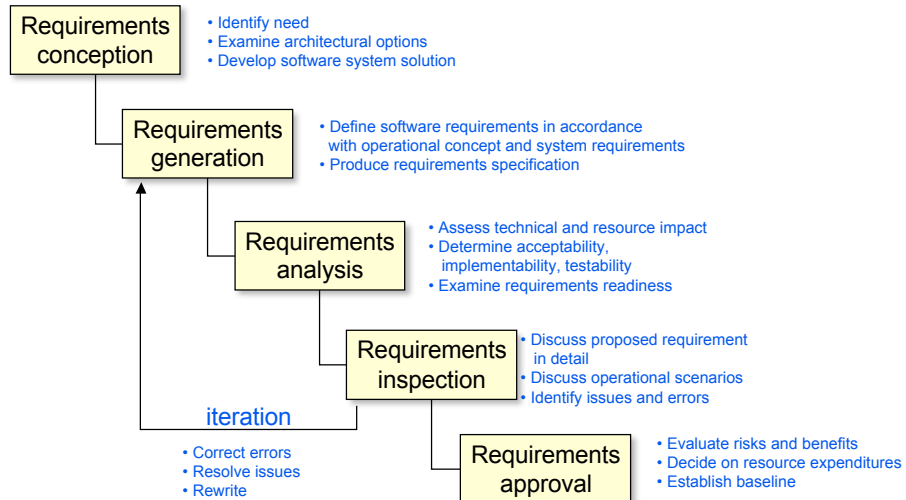 Requirements
conception
• Identify need
• Examine architectural options
• Develop software system solution
Requirements
generation
• Define software requirements in accordance
with operational concept and system requirements
• Produce requirements specification
Requirements
analysis
• Assess technical and resource impact
• Determine acceptability,
implementability, testability
• Examine requirements readiness
Requirements
inspection
• Discuss proposed requirement
in detail
• Discuss operational scenarios
• Identify issues and errors
iteration
• Correct errors
• Resolve issues
• Rewrite
Requirements
approval
• Evaluate risks and benefits
• Decide on resource expenditures
• Establish baseline